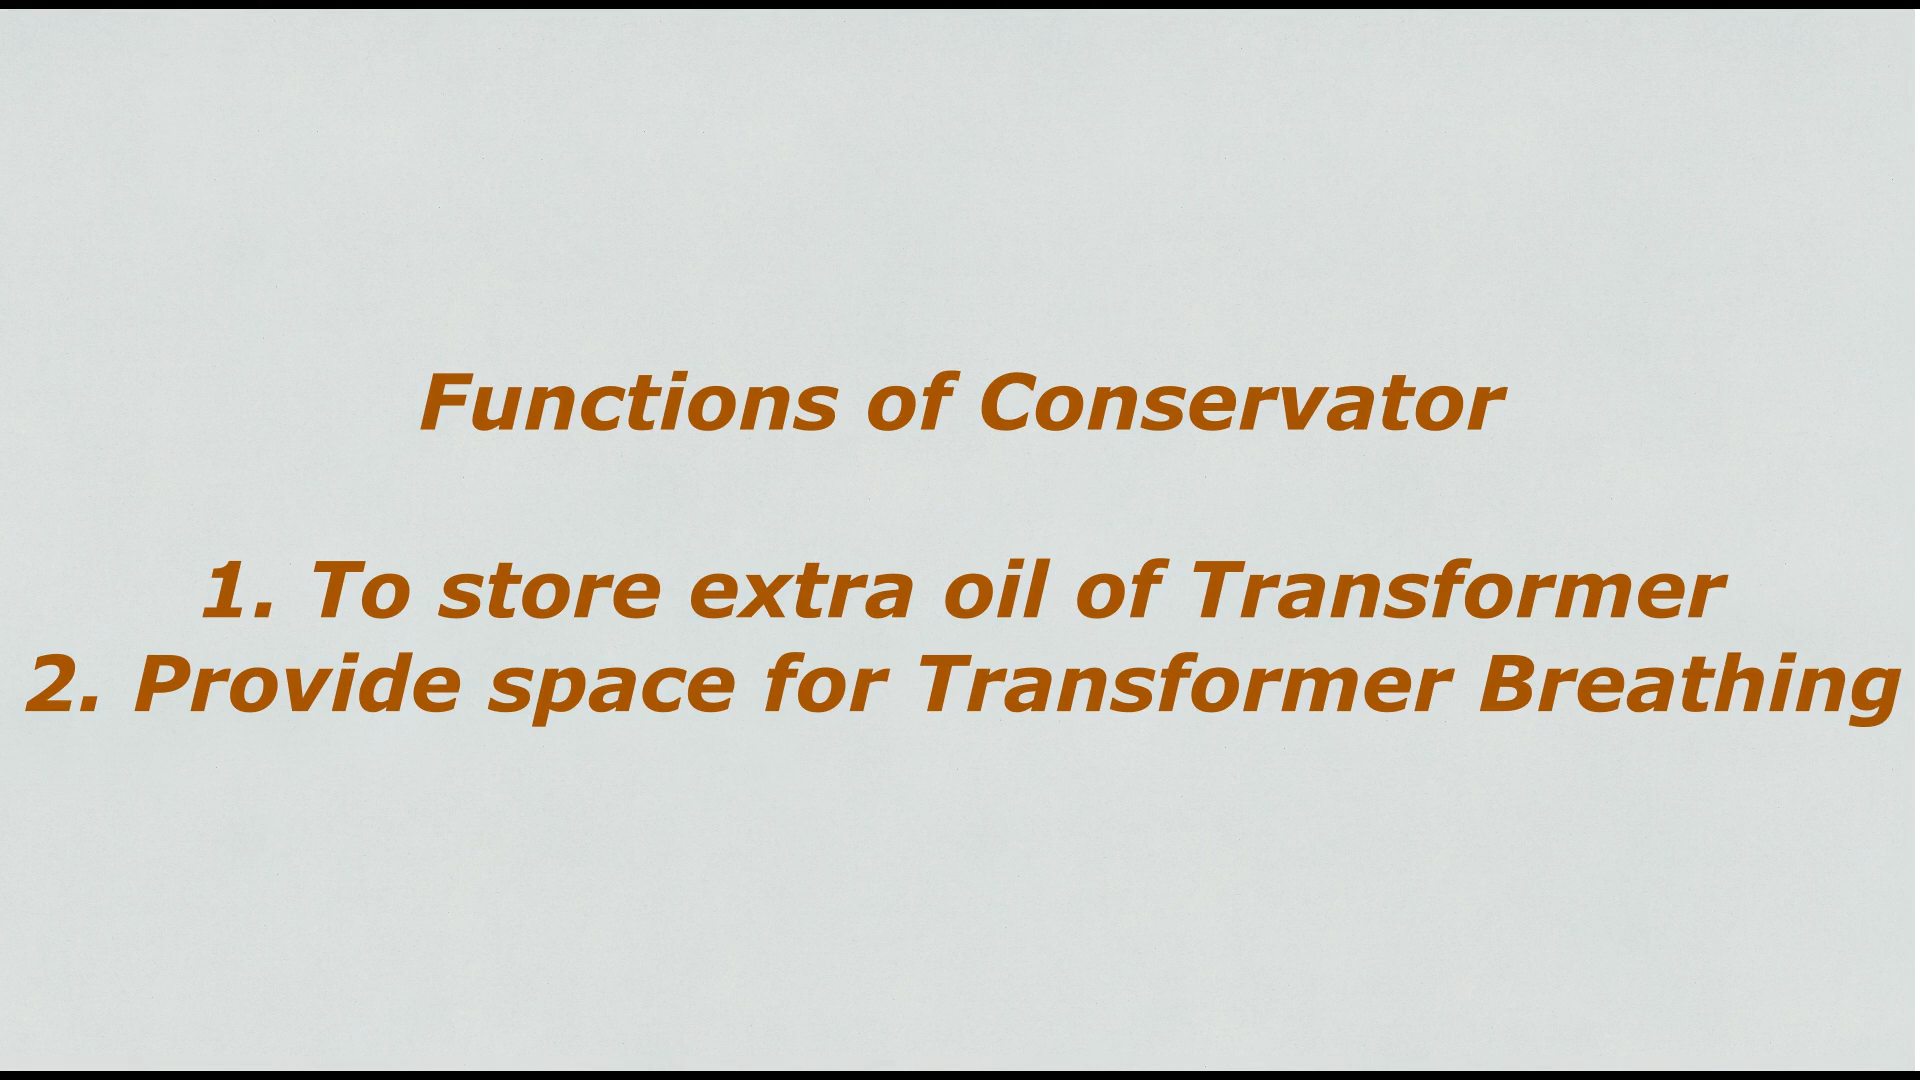 Functions of Conservator
1. To store extra oil of Transformer
2. Provide space for Transformer Breathing